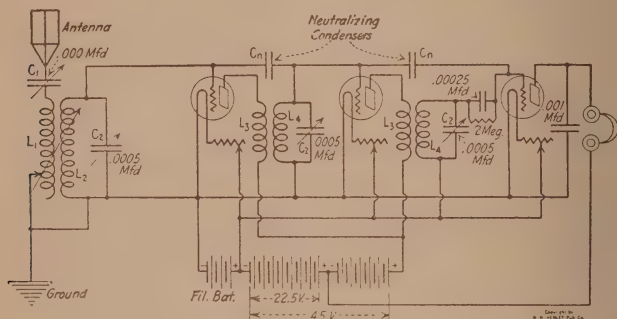 Antenna
Neutralizing
Condensers
.000 Mfd
C1
Cn
Cn
.00025
Mfd
.001
Mfd
L1
L2
C2
.0005
Mfd
L3
L4
C2
.0005
Mfd
L3
L4
C2
2 Meg.
.0005
Mfd
Ground
Fil. Bat.
- + - + - +
22.5 V.
45 V.